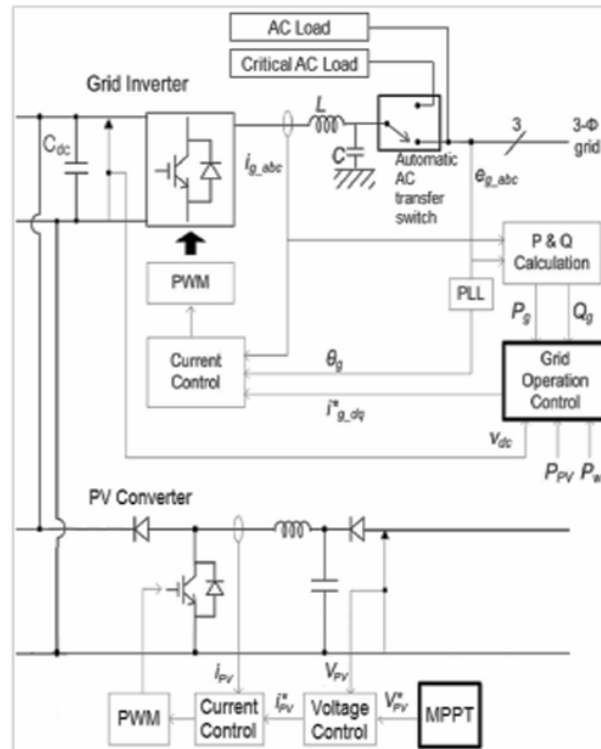 AC Load
Critical AC Load
Grid Inverter
L
C_dc
i_g_abc
C
3
3-Φ
grid
Automatic
AC
transfer
switch
e_g_abc
P & Q
Calculation
PWM
PLL
P_g
Q_g
Current
Control
θ_g
Grid
Operation
Control
i*_g_dq
v_dc
P_PV
P_w
PV Converter
i_PV
V_PV
PWM
Current
Control
i*_PV
Voltage
Control
V*_PV
MPPT